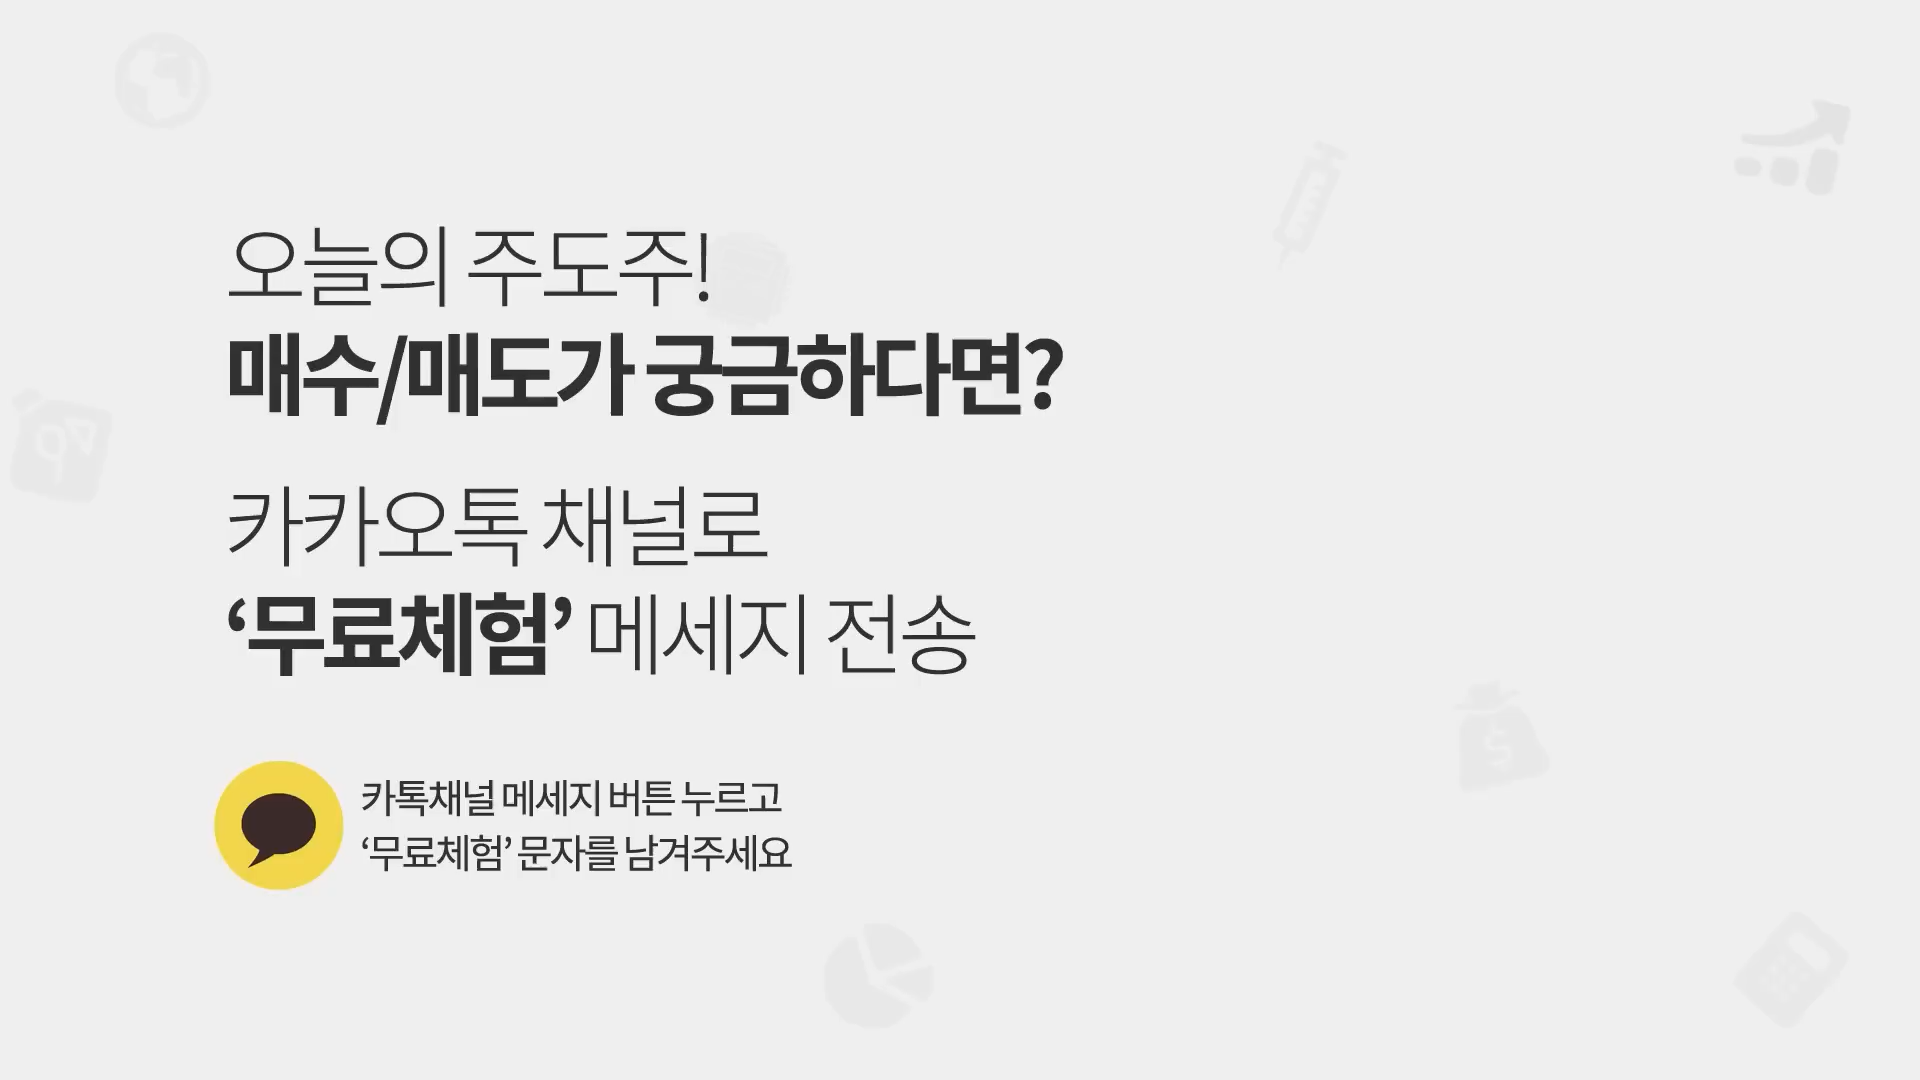 오늘의 주도주!
매수/매도가 궁금하다면?
카카오톡 채널로
‘무료체험’ 메세지 전송
카톡채널 메세지 버튼 누르고
‘무료체험’ 문자를 남겨주세요
$